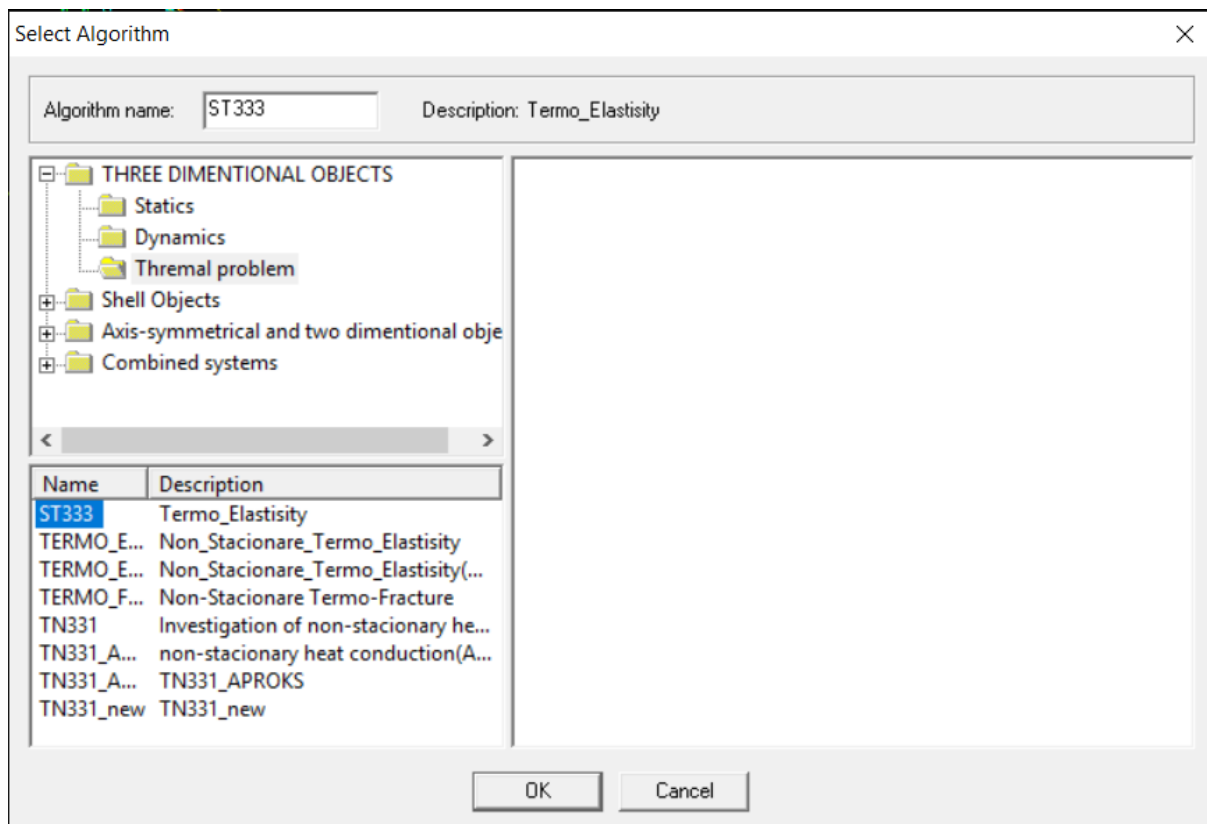 Select Algorithm
Algorithm name: ST333 Description: Termo_Elastisity
THREE DIMENTIONAL OBJECTS
Statics
Dynamics
Thremal problem
Shell Objects
Axis-symmetrical and two dimentional obje
Combined systems
Name Description
ST333 Termo_Elastisity
TERMO_E... Non_Stacionare_Termo_Elastisity
TERMO_E... Non_Stacionare_Termo_Elastisity(...
TERMO_F... Non-Stacionare Termo-Fracture
TN331 Investigation of non-stacionary he...
TN331_A... non-stacionary heat conduction(A...
TN331_A... TN331_APROKS
TN331_new TN331_new
OK Cancel